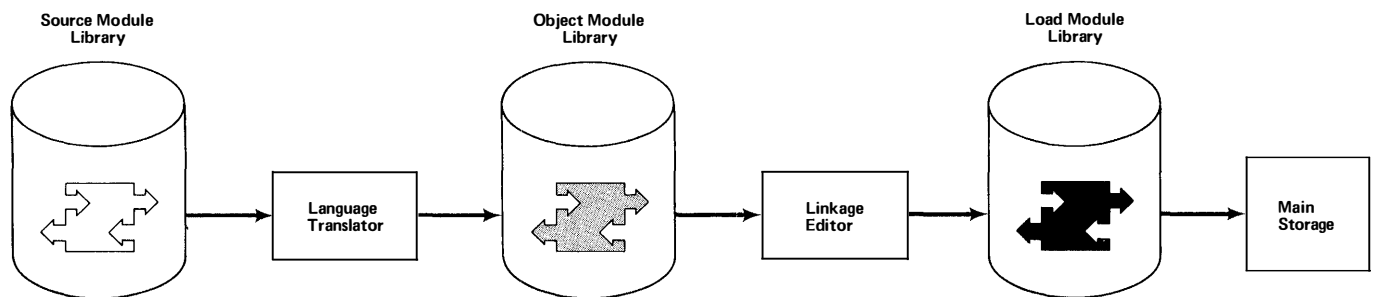 Source Module
Library
Object Module
Library
Load Module
Library
Language
Translator
Linkage
Editor
Main
Storage